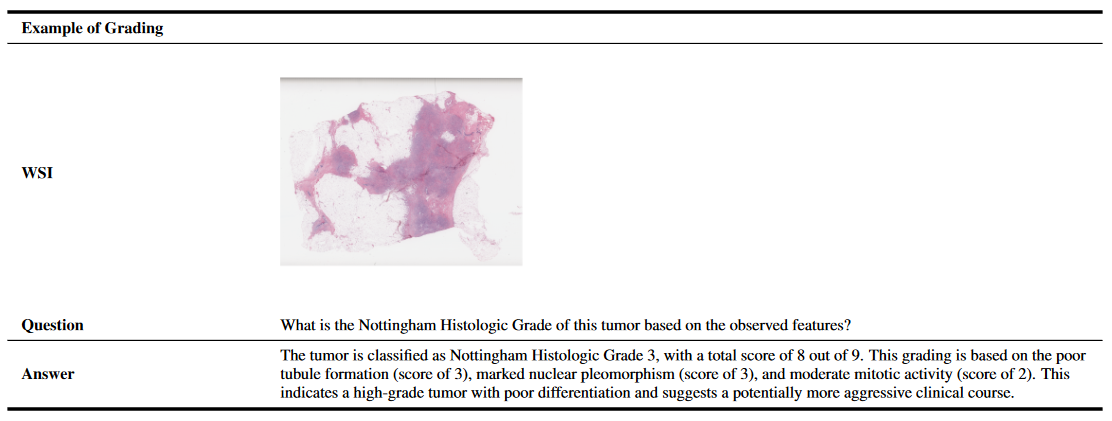 Example of Grading
WSI
Question
What is the Nottingham Histologic Grade of this tumor based on the observed features?
Answer
The tumor is classified as Nottingham Histologic Grade 3, with a total score of 8 out of 9. This grading is based on the poor
tubule formation (score of 3), marked nuclear pleomorphism (score of 3), and moderate mitotic activity (score of 2). This
indicates a high-grade tumor with poor differentiation and suggests a potentially more aggressive clinical course.